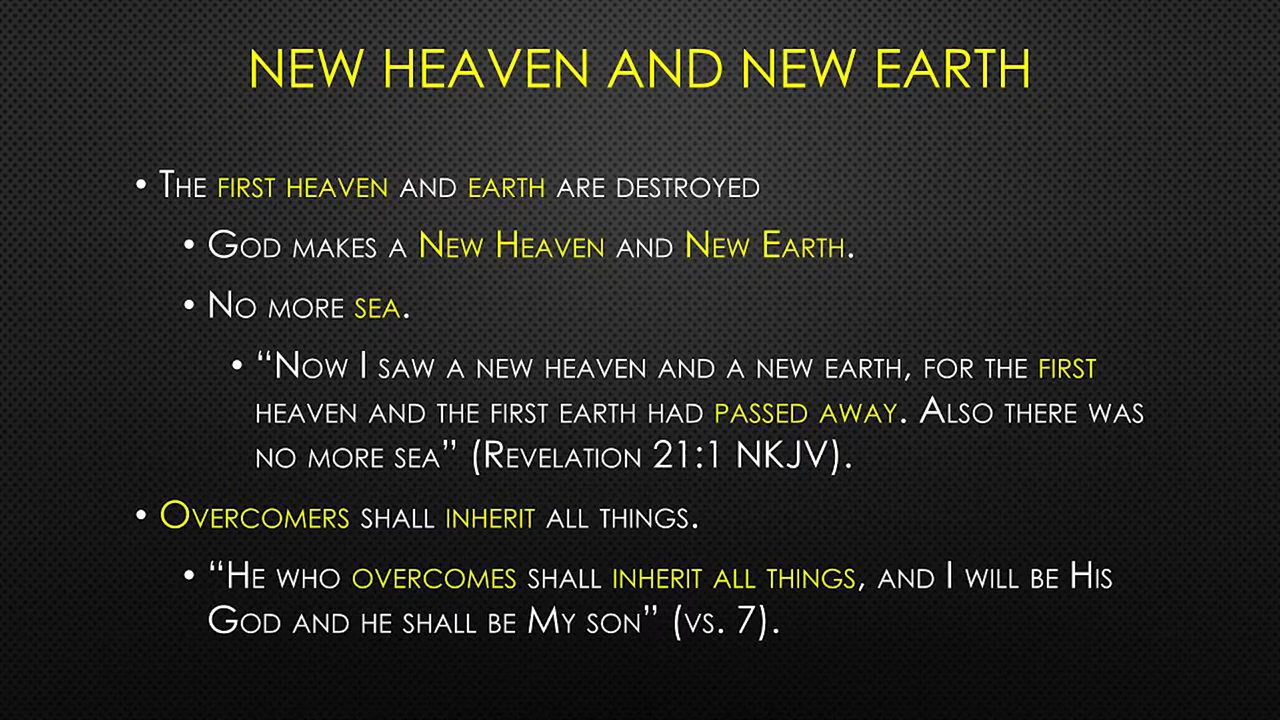 NEW HEAVEN AND NEW EARTH
• The first heaven and earth are destroyed
• God makes a New Heaven and New Earth.
• No more sea.
• “Now I saw a new heaven and a new earth, for the first
heaven and the first earth had passed away. Also there was
no more sea” (Revelation 21:1 NKJV).
• Overcomers shall inherit all things.
• “He who overcomes shall inherit all things, and I will be His
God and he shall be My son” (vs. 7).